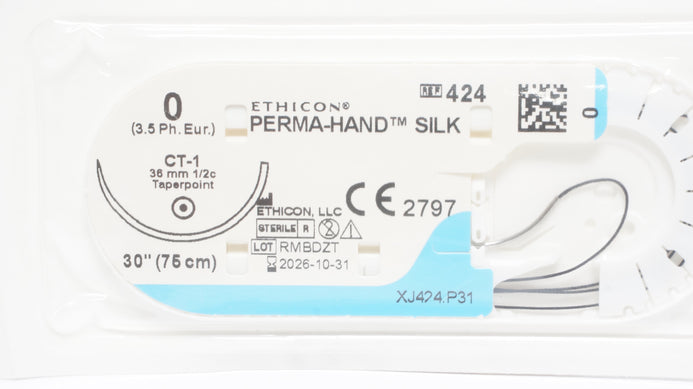 0
(3.5 Ph. Eur.)
CT-1
36 mm 1/2c
Taperpoint
30" (75 cm)
ETHICON®
PERMA-HAND™ SILK
REF 424
ETHICON, LLC
CE 2797
STERILE R
LOT RMBDZT
2026-10-31
XJ424.P31
0